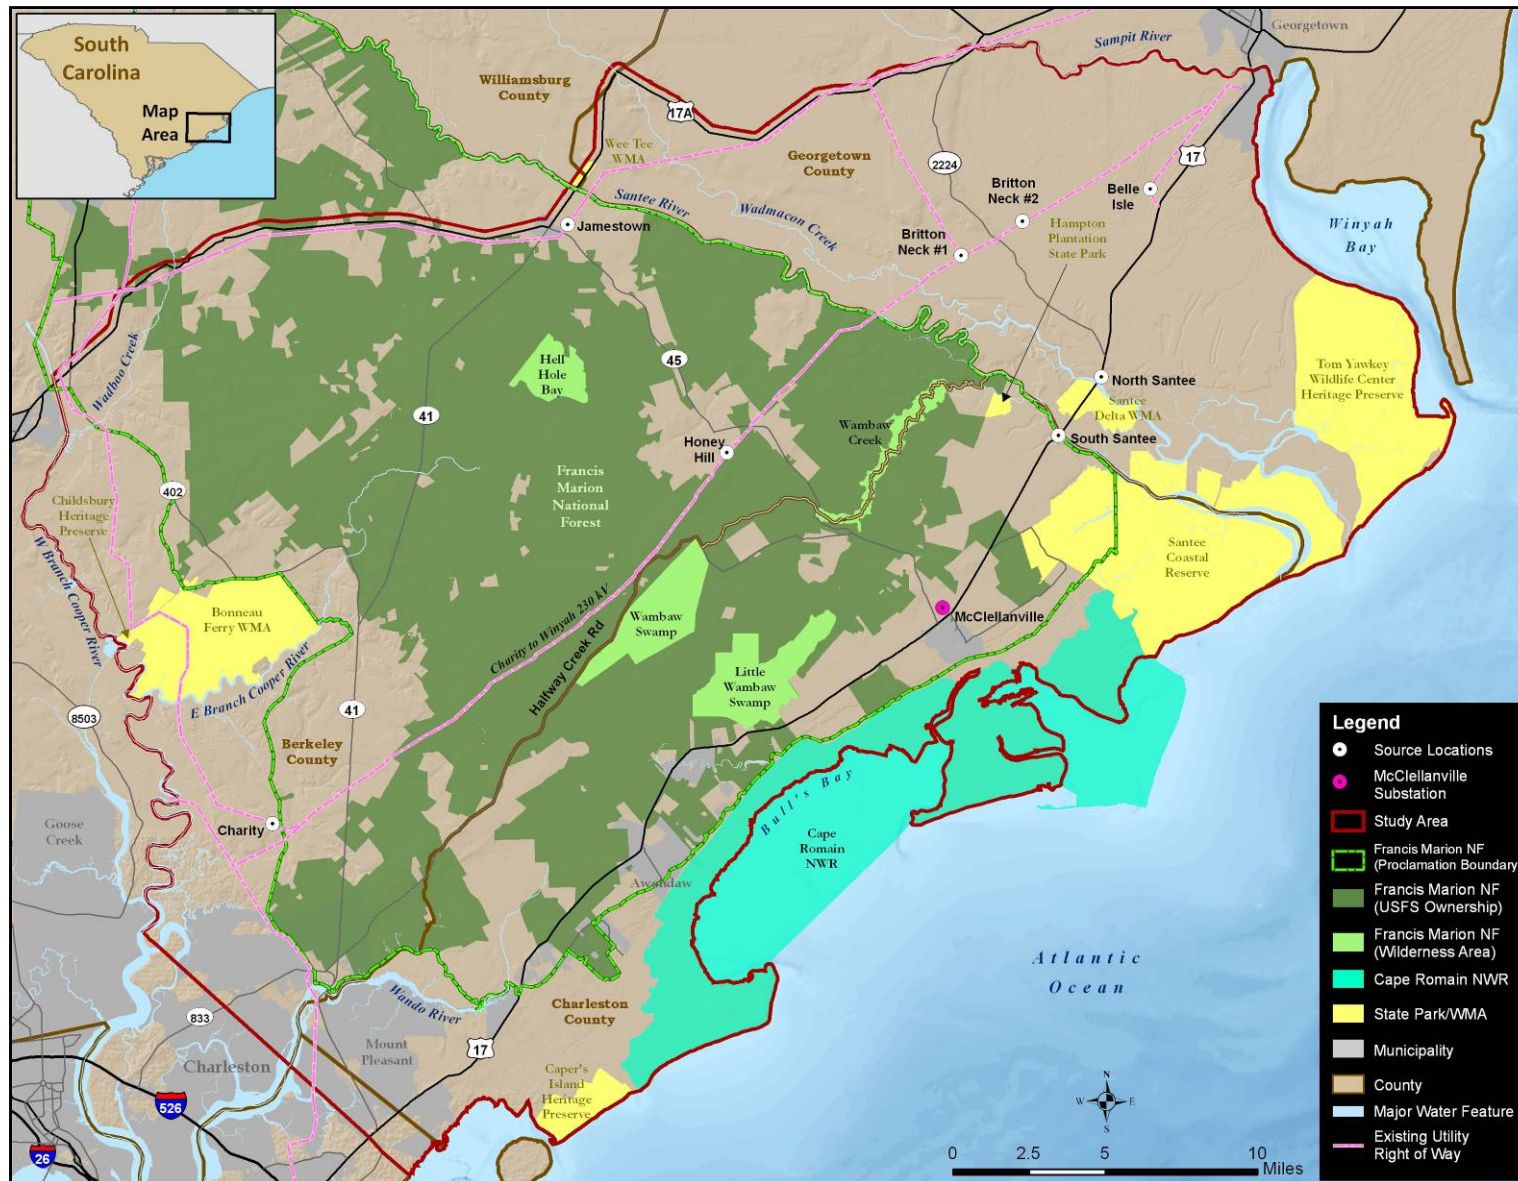 South
Carolina
Map
Area
Georgetown
Sampit River
Williamsburg
County
17A
Wee Tee
WMA
Georgetown
County
2224
17
Britton
Neck #2
Belle
Isle
Santee River
Wadmacon Creek
Jamestown
Britton
Neck #1
Hampton
Plantation
State Park
Winyah
Bay
Wadboo Creek
Hell
Hole
Bay
45
41
North Santee
Tom Yawkey
Wildlife Center
Heritage Preserve
Santee
Delta WMA
Wambaw
Creek
South Santee
Honey
Hill
Francis
Marion
National
Forest
402
Childsbury
Heritage
Preserve
W Branch Cooper River
Santee
Coastal
Reserve
Bonneau
Ferry WMA
Wambaw
Swamp
McClellanville
Charity to Winyah 230 kV
Halfway Creek Rd
Little
Wambaw
Swamp
E Branch Cooper River
8503
41
Berkeley
County
Bull's Bay
Goose
Creek
Charity
Cape
Romain
NWR
Awendaw
Atlantic
Ocean
Wando River
Charleston
County
833
Mount
Pleasant
17
Charleston
Caper's
Island
Heritage
Preserve
526
26
N
W
E
S
0
2.5
5
10
Miles
Legend
Source Locations
McClellanville
Substation
Study Area
Francis Marion NF
(Proclamation Boundary)
Francis Marion NF
(USFS Ownership)
Francis Marion NF
(Wilderness Area)
Cape Romain NWR
State Park/WMA
Municipality
County
Major Water Feature
Existing Utility
Right of Way